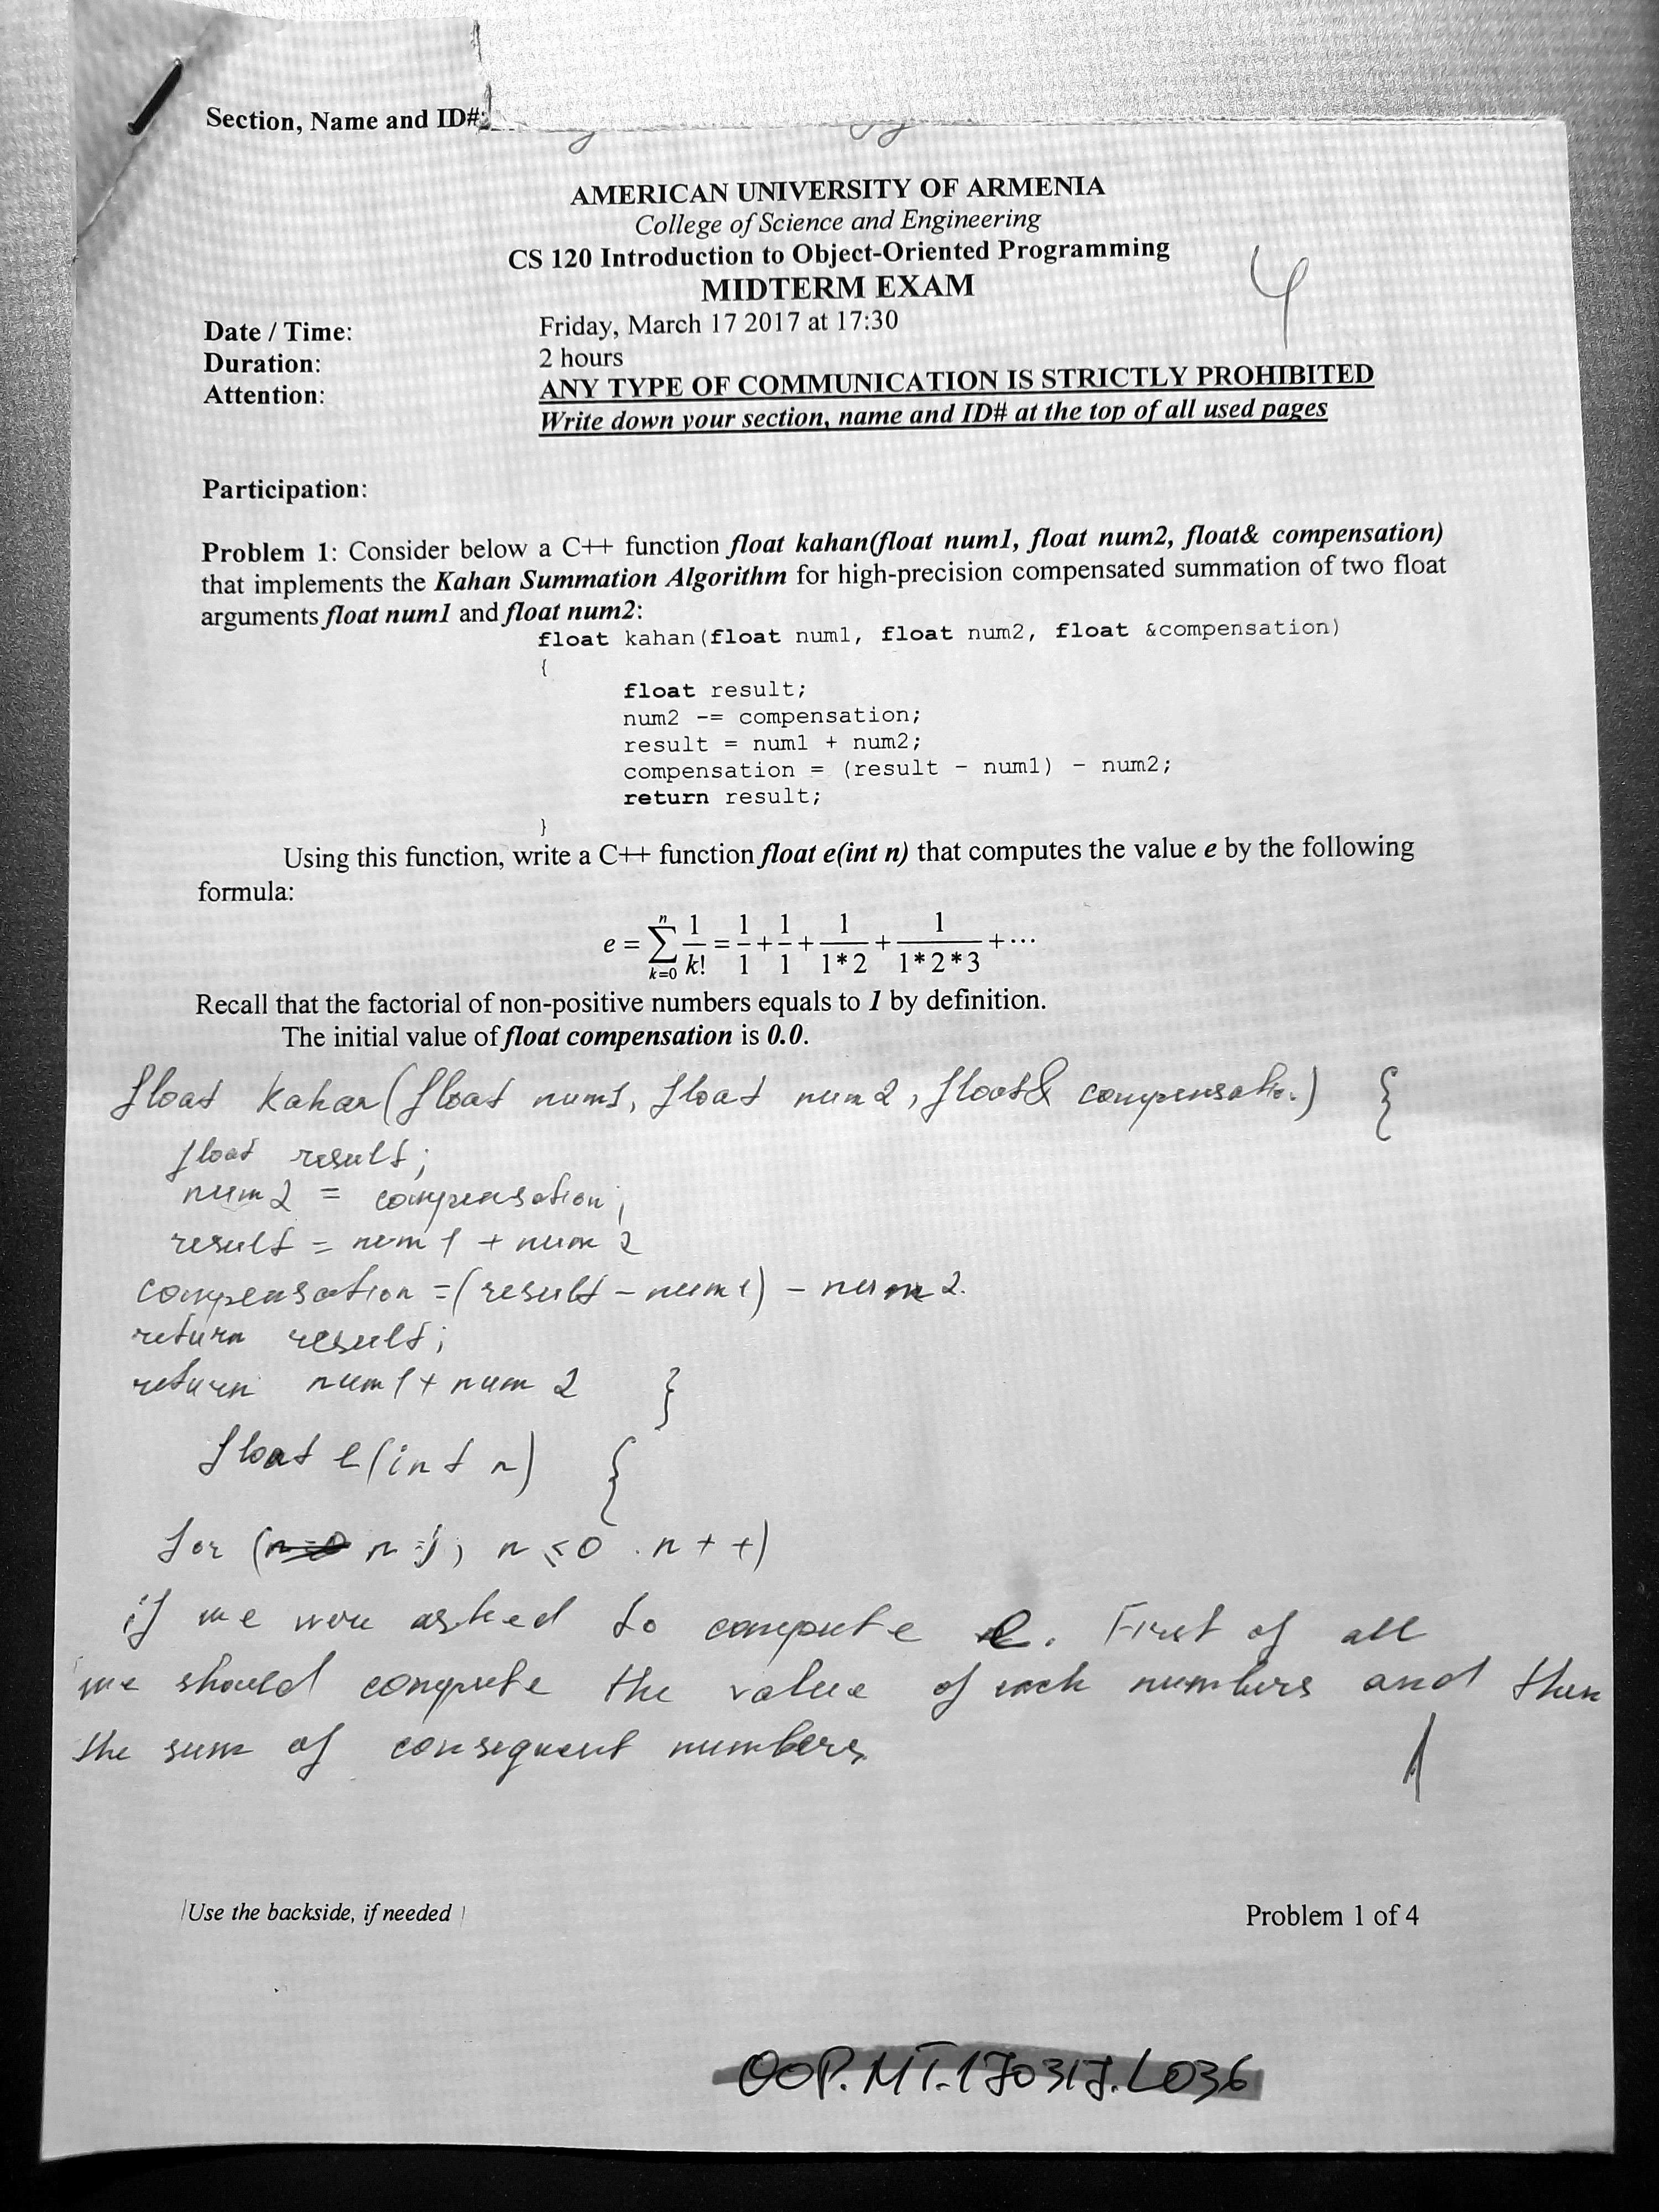 Section, Name and ID#:
AMERICAN UNIVERSITY OF ARMENIA
College of Science and Engineering
CS 120 Introduction to Object-Oriented Programming
MIDTERM EXAM
4
Date / Time: Friday, March 17 2017 at 17:30
Duration: 2 hours
Attention: ANY TYPE OF COMMUNICATION IS STRICTLY PROHIBITED
Write down your section, name and ID# at the top of all used pages
Participation:
Problem 1: Consider below a C++ function float kahan(float num1, float num2, float& compensation)
that implements the Kahan Summation Algorithm for high-precision compensated summation of two float
arguments float num1 and float num2:
float kahan(float num1, float num2, float &compensation)
{
float result;
num2 -= compensation;
result = num1 + num2;
compensation = (result - num1) - num2;
return result;
}
Using this function, write a C++ function float e(int n) that computes the value e by the following
formula:
e = ∑_{k=0}^{n} 1/k! = 1/1 + 1/1 + 1/(1*2) + 1/(1*2*3) + ⋯
Recall that the factorial of non-positive numbers equals to 1 by definition.
The initial value of float compensation is 0.0.
float kahan(float num1, float num2, float& compensation) {
float result;
num2 = compensation;
result = num1 + num2
compensation = (result - num1) - num2.
return result;
return num1 + num2 }
float e(int n) {
for ( n = ; n ≤ 0 . n++)
if we were asked to compute e. First of all
we should compute the value of each numbers and then
the sum of consequent numbers
1
Use the backside, if needed
Problem 1 of 4
OOP.MT.170317.L036